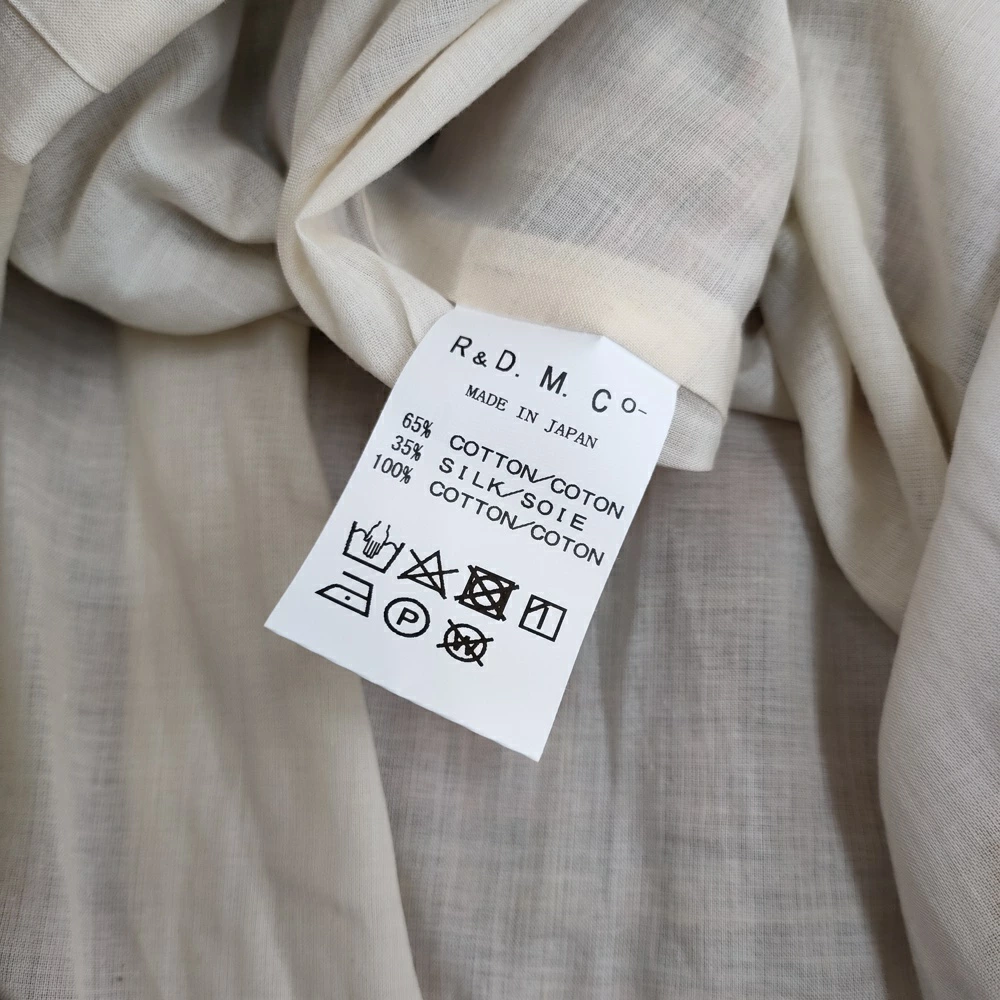 R&D. M. Co-
MADE IN JAPAN
65% COTTON/COTON
35% SILK/SOIE
100% COTTON/COTON
P
W